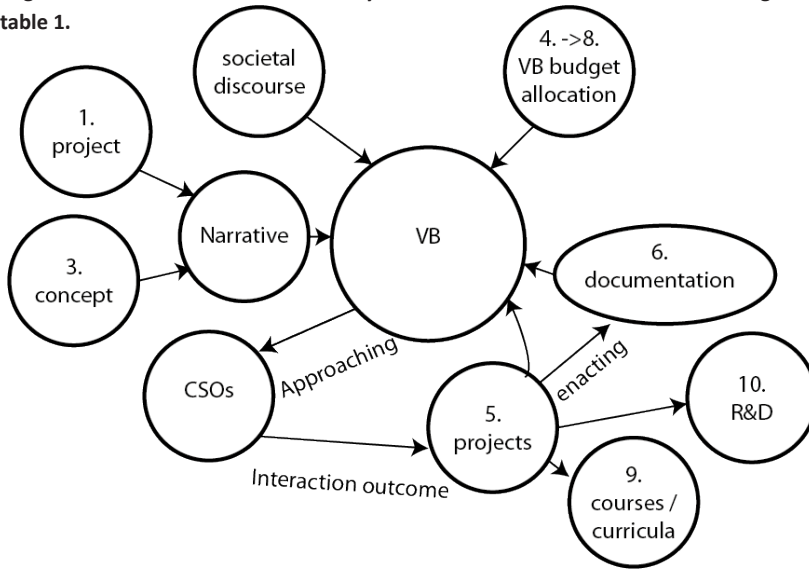 table 1.
societal
discourse
4. ->8.
VB budget
allocation
1.
project
Narrative
VB
3.
concept
6.
documentation
Approaching
enacting
CSOs
10.
R&D
5.
projects
Interaction outcome
9.
courses /
curricula